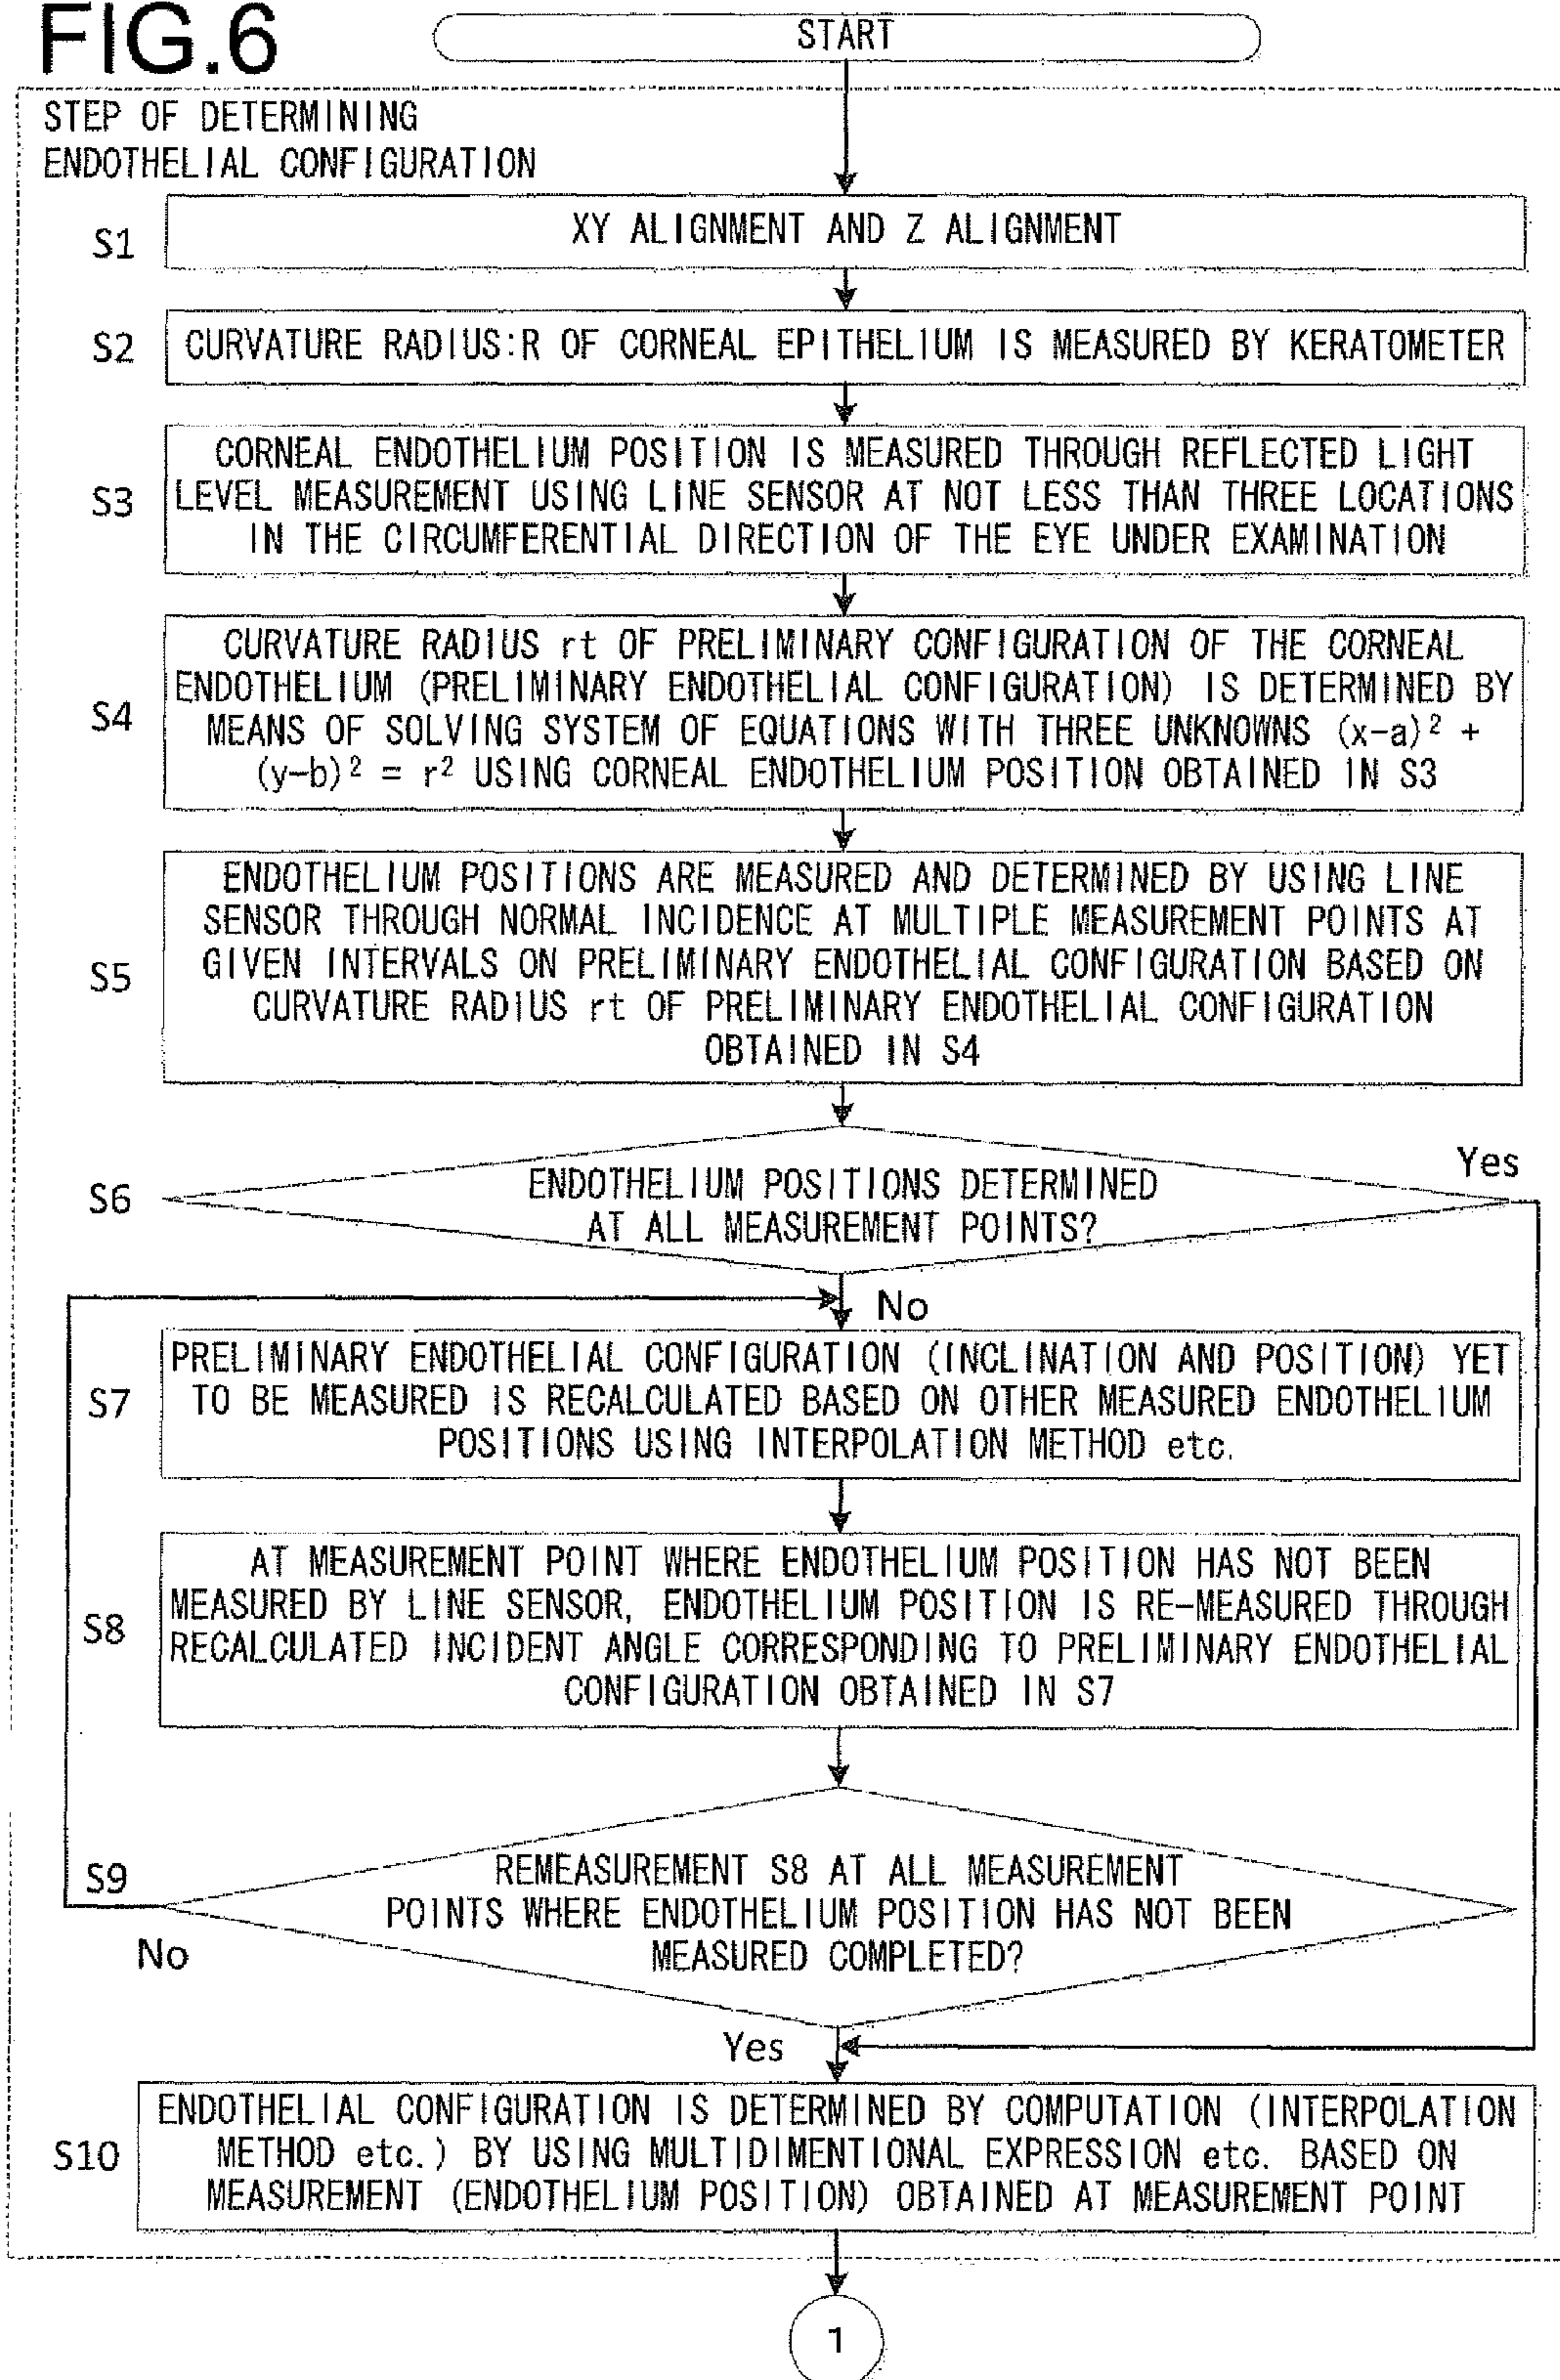 FIG.6
START
STEP OF DETERMINING
ENDOTHELIAL CONFIGURATION
S1
XY ALIGNMENT AND Z ALIGNMENT
S2
CURVATURE RADIUS:R OF CORNEAL EPITHELIUM IS MEASURED BY KERATOMETER
S3
CORNEAL ENDOTHELIUM POSITION IS MEASURED THROUGH REFLECTED LIGHT
LEVEL MEASUREMENT USING LINE SENSOR AT NOT LESS THAN THREE LOCATIONS
IN THE CIRCUMFERENTIAL DIRECTION OF THE EYE UNDER EXAMINATION
S4
CURVATURE RADIUS rt OF PRELIMINARY CONFIGURATION OF THE CORNEAL
ENDOTHELIUM (PRELIMINARY ENDOTHELIAL CONFIGURATION) IS DETERMINED BY
MEANS OF SOLVING SYSTEM OF EQUATIONS WITH THREE UNKNOWNS (x-a)² +
(y-b)² = r² USING CORNEAL ENDOTHELIUM POSITION OBTAINED IN S3
S5
ENDOTHELIUM POSITIONS ARE MEASURED AND DETERMINED BY USING LINE
SENSOR THROUGH NORMAL INCIDENCE AT MULTIPLE MEASUREMENT POINTS AT
GIVEN INTERVALS ON PRELIMINARY ENDOTHELIAL CONFIGURATION BASED ON
CURVATURE RADIUS rt OF PRELIMINARY ENDOTHELIAL CONFIGURATION
OBTAINED IN S4
S6
ENDOTHELIUM POSITIONS DETERMINED
AT ALL MEASUREMENT POINTS?
Yes
No
S7
PRELIMINARY ENDOTHELIAL CONFIGURATION (INCLINATION AND POSITION) YET
TO BE MEASURED IS RECALCULATED BASED ON OTHER MEASURED ENDOTHELIUM
POSITIONS USING INTERPOLATION METHOD etc.
S8
AT MEASUREMENT POINT WHERE ENDOTHELIUM POSITION HAS NOT BEEN
MEASURED BY LINE SENSOR, ENDOTHELIUM POSITION IS RE-MEASURED THROUGH
RECALCULATED INCIDENT ANGLE CORRESPONDING TO PRELIMINARY ENDOTHELIAL
CONFIGURATION OBTAINED IN S7
S9
REMEASUREMENT S8 AT ALL MEASUREMENT
POINTS WHERE ENDOTHELIUM POSITION HAS NOT BEEN
MEASURED COMPLETED?
No
Yes
S10
ENDOTHELIAL CONFIGURATION IS DETERMINED BY COMPUTATION (INTERPOLATION
METHOD etc.) BY USING MULTIDIMENTIONAL EXPRESSION etc. BASED ON
MEASUREMENT (ENDOTHELIUM POSITION) OBTAINED AT MEASUREMENT POINT
1